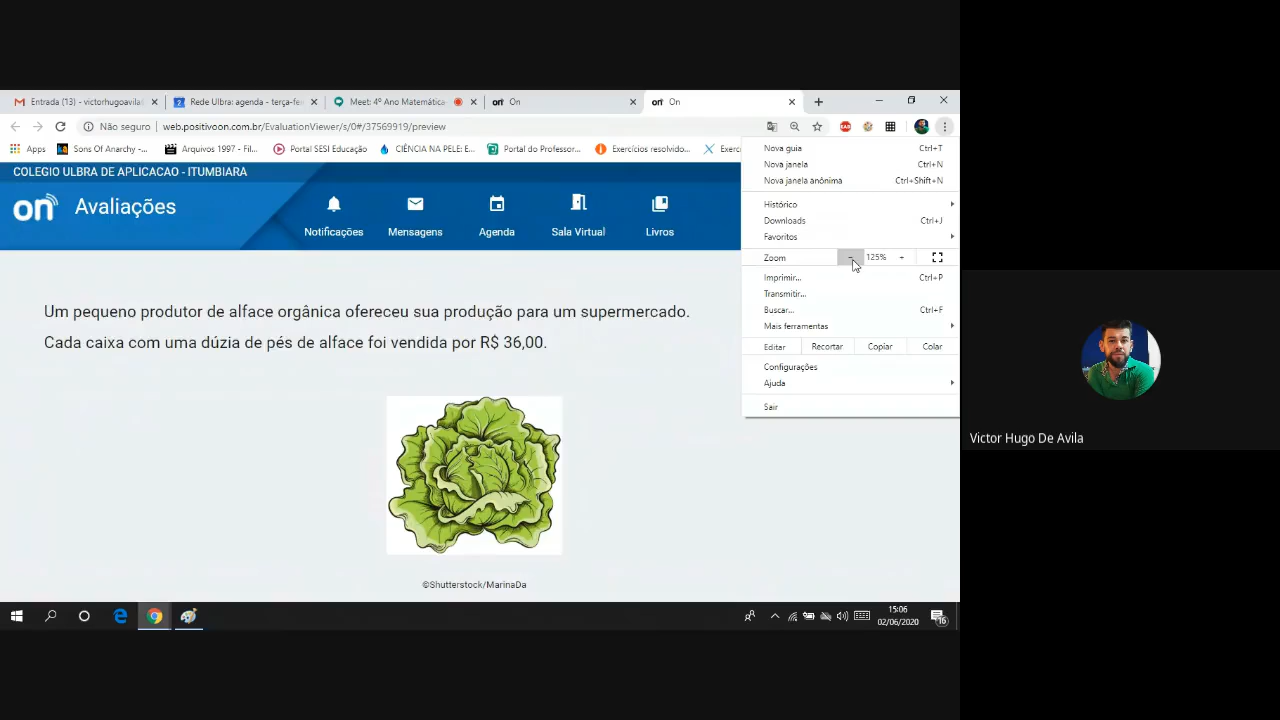 Entrada (13) - victorhugoavila
Rede Ulbra: agenda - terça-fe
Meet: 4º Ano Matemática
On
On
Não seguro
web.positivoon.com.br/EvaluationViewer/s/0#/37569919/preview
Apps
Sons Of Anarchy -...
Arquivos 1997 - Fil...
Portal SESI Educação
CIÊNCIA NA PELE: E...
Portal do Professor...
Exercícios resolvido...
Exerc
COLEGIO ULBRA DE APLICACAO - ITUMBIARA
on
Avaliações
Notificações
Mensagens
Agenda
Sala Virtual
Livros
Nova guia Ctrl+T
Nova janela Ctrl+N
Nova janela anônima Ctrl+Shift+N
Histórico
Downloads Ctrl+J
Favoritos
Zoom - 125% +
Imprimir... Ctrl+P
Transmitir...
Buscar... Ctrl+F
Mais ferramentas
Editar Recortar Copiar Colar
Configurações
Ajuda
Sair
Um pequeno produtor de alface orgânica ofereceu sua produção para um supermercado.
Cada caixa com uma dúzia de pés de alface foi vendida por R$ 36,00.
©Shutterstock/MarinaDa
15:06
02/06/2020
16
Victor Hugo De Avila